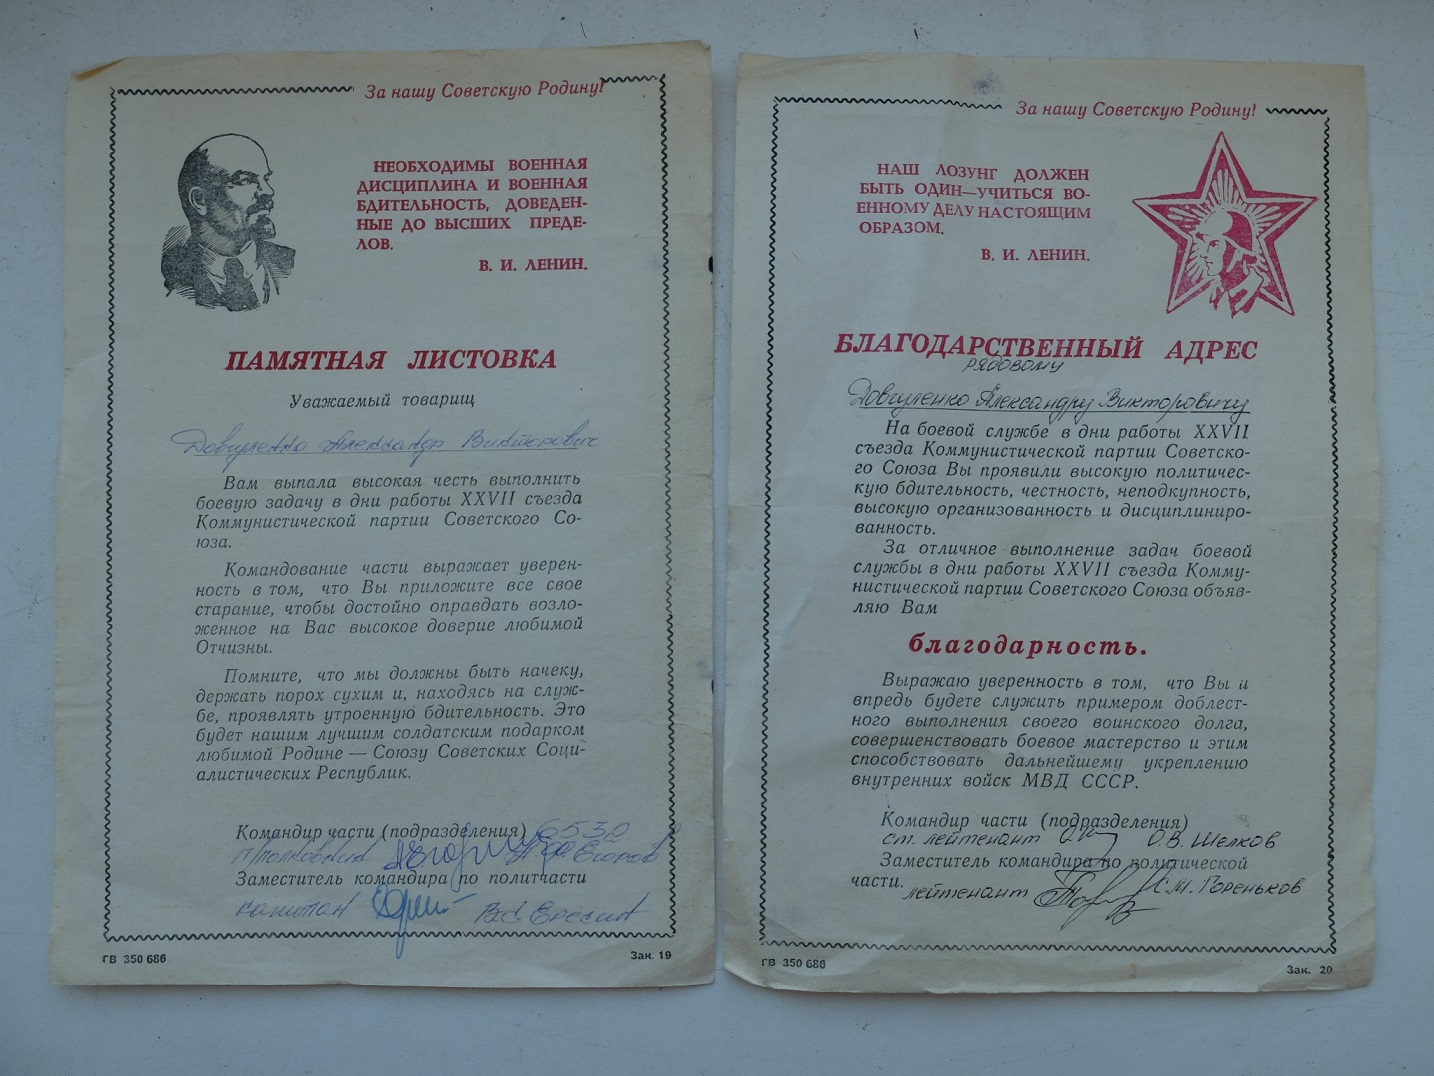 За нашу Советскую Родину!
НЕОБХОДИМЫ ВОЕННАЯ
ДИСЦИПЛИНА И ВОЕННАЯ
БДИТЕЛЬНОСТЬ, ДОВЕДЕН-
НЫЕ ДО ВЫСШИХ ПРЕДЕ-
ЛОВ.
В. И. ЛЕНИН.
ПАМЯТНАЯ ЛИСТОВКА
Уважаемый товарищ
Довгуленко Александр Викторович
Вам выпала высокая честь выполнить
боевую задачу в дни работы XXVII съезда
Коммунистической партии Советского Со-
юза.
Командование части выражает уверен-
ность в том, что Вы приложите все свое
старание, чтобы достойно оправдать возло-
женное на Вас высокое доверие любимой
Отчизны.
Помните, что мы должны быть начеку,
держать порох сухим и, находясь на служ-
бе, проявлять утроенную бдительность. Это
будет нашим лучшим солдатским подарком
любимой Родине — Союзу Советских Соци-
алистических Республик.
Командир части (подразделения) 6532
п/полковник Егоров
Заместитель командира по политчасти
капитан В.С. Ересин
ГВ 350 686
Зак. 19
За нашу Советскую Родину!
НАШ ЛОЗУНГ ДОЛЖЕН
БЫТЬ ОДИН—УЧИТЬСЯ ВО-
ЕННОМУ ДЕЛУ НАСТОЯЩИМ
ОБРАЗОМ.
В. И. ЛЕНИН.
БЛАГОДАРСТВЕННЫЙ АДРЕС
рядовому
Довгуленко Александру Викторовичу
На боевой службе в дни работы XXVII
съезда Коммунистической партии Советско-
го Союза Вы проявили высокую политичес-
кую бдительность, честность, неподкупность,
высокую организованность и дисциплиниро-
ванность.
За отличное выполнение задач боевой
службы в дни работы XXVII съезда Комму-
нистической партии Советского Союза объяв-
ляю Вам
благодарность.
Выражаю уверенность в том, что Вы и
впредь будете служить примером доблест-
ного выполнения своего воинского долга,
совершенствовать боевое мастерство и этим
способствовать дальнейшему укреплению
внутренних войск МВД СССР.
Командир части (подразделения)
ст. лейтенант О.В. Шелков
Заместитель командира по политической
части.
лейтенант С.М. Гореньков
ГВ 350 686
Зак. 20